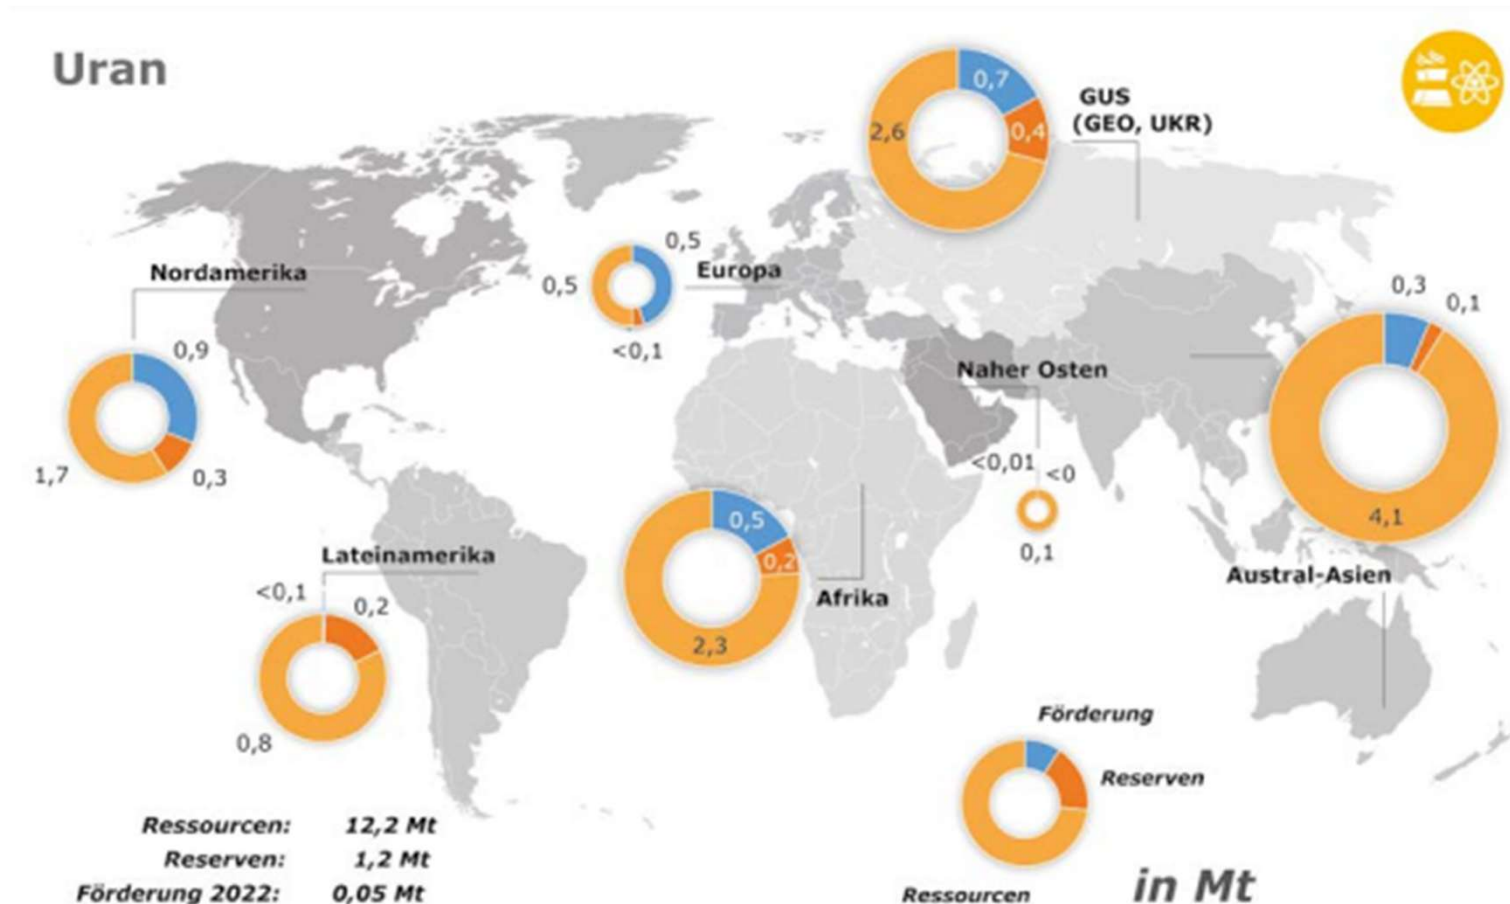 Uran
0,7
2,6
0,4
GUS
(GEO, UKR)
Nordamerika
0,9
1,7
0,3
0,5
0,5
Europa
<0,1
Naher Osten
<0,01
<0
0,1
0,3
0,1
4,1
Austral-Asien
Lateinamerika
<0,1
0,2
0,8
0,5
0,2
2,3
Afrika
Förderung
Reserven
Ressourcen
in Mt
Ressourcen: 12,2 Mt
Reserven: 1,2 Mt
Förderung 2022: 0,05 Mt